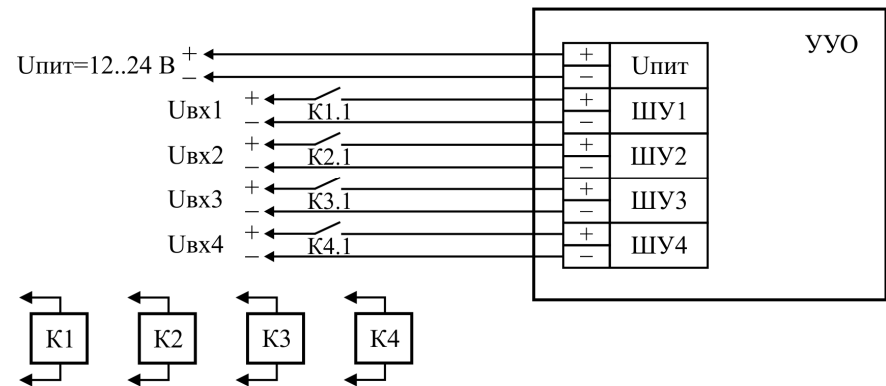 УУО
Uпит=12..24 В + −
+ − Uпит
Uвх1 + − К1.1 + − ШУ1
Uвх2 + − К2.1 + − ШУ2
Uвх3 + − К3.1 + − ШУ3
Uвх4 + − К4.1 + − ШУ4
К1 К2 К3 К4